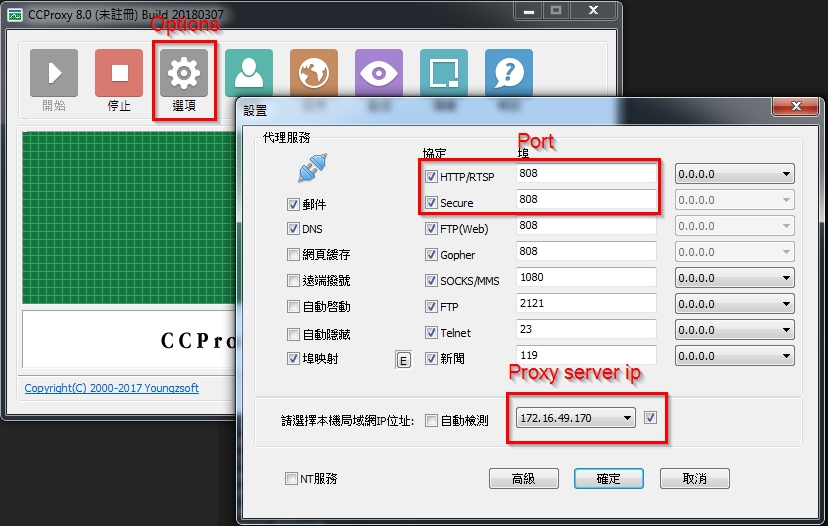 CCProxy 8.0 (未註冊) Build 20180307
Options
開始
停止
選項
設置
代理服務
協定
Port
埠
HTTP/RTSP
808
0.0.0.0
郵件
Secure
808
0.0.0.0
DNS
FTP(Web)
808
0.0.0.0
網頁緩存
Gopher
808
0.0.0.0
遠端撥號
SOCKS/MMS
1080
0.0.0.0
自動啓動
FTP
2121
0.0.0.0
自動隱藏
Telnet
23
0.0.0.0
埠映射
E
新聞
119
0.0.0.0
CCPro
Proxy server ip
Copyright(C) 2000-2017 Youngzsoft
請選擇本機局域網IP位址:
自動檢測
172.16.49.170
NT服務
高級
確定
取消